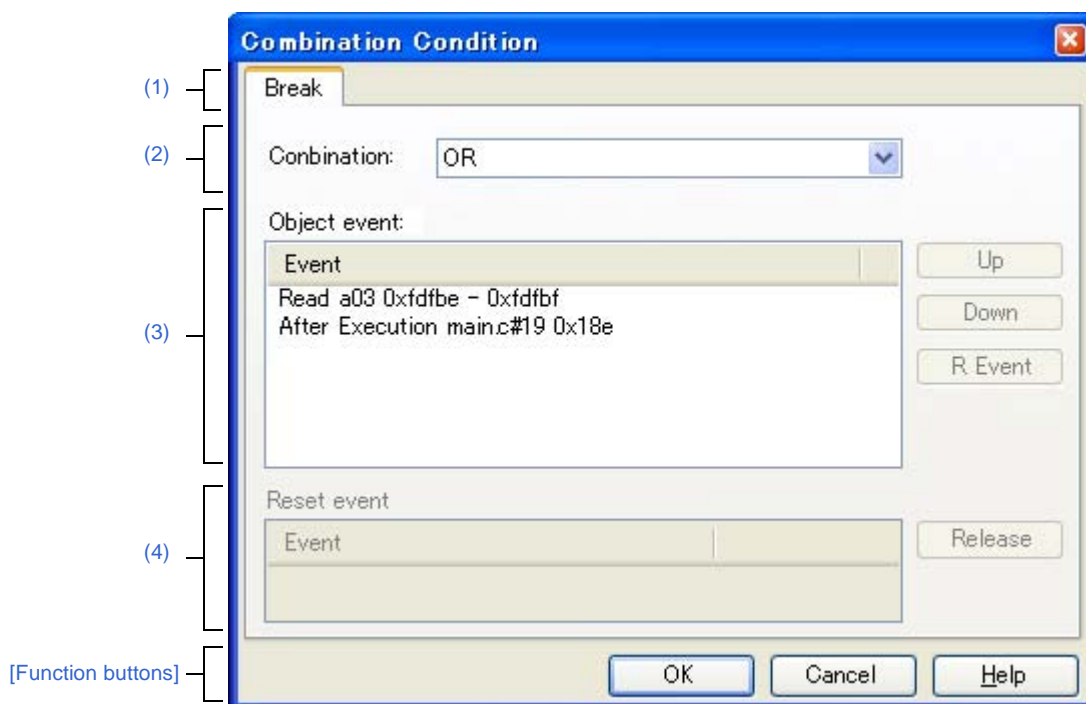 Combination Condition
(1)
Break
(2)
Conbination:
OR
(3)
Object event:
Event
Read a03 0xfdfbe - 0xfdfbf
After Execution main.c#19 0x18e
Up
Down
R Event
(4)
Reset event
Event
Release
[Function buttons]
OK
Cancel
Help